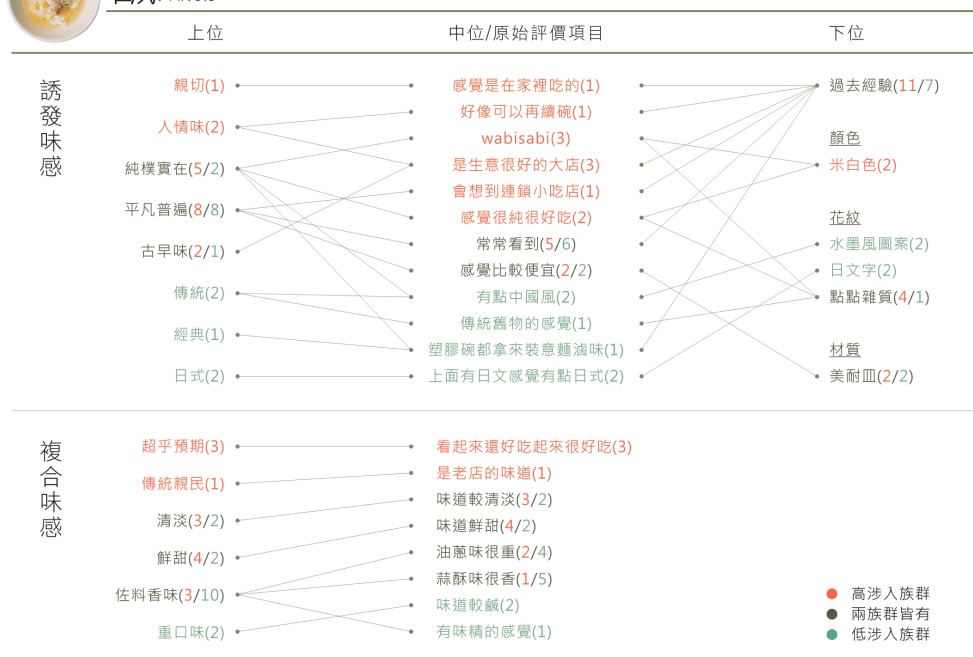 上位 中位/原始評價項目 下位
誘發味感
親切(1) 感覺是在家裡吃的(1) 過去經驗(11/7)
好像可以再續碗(1)
人情味(2)
wabisabi(3) 顏色
純樸實在(5/2) 是生意很好的大店(3) 米白色(2)
會想到連鎖小吃店(1)
平凡普遍(8/8) 感覺很純很好吃(2) 花紋
常常看到(5/6) 水墨風圖案(2)
古早味(2/1)
感覺比較便宜(2/2) 日文字(2)
傳統(2) 有點中國風(2) 點點雜質(4/1)
傳統舊物的感覺(1)
經典(1)
塑膠碗都拿來裝意麵滷味(1) 材質
日式(2) 上面有日文感覺有點日式(2) 美耐皿(2/2)
複合味感
超乎預期(3) 看起來還好吃起來很好吃(3)
傳統親民(1) 是老店的味道(1)
味道較清淡(3/2)
清淡(3/2)
味道鮮甜(4/2)
鮮甜(4/2) 油蔥味很重(2/4)
蒜酥味很香(1/5)
佐料香味(3/10) 高涉入族群
味道較鹹(2) 兩族群皆有
重口味(2) 有味精的感覺(1) 低涉入族群